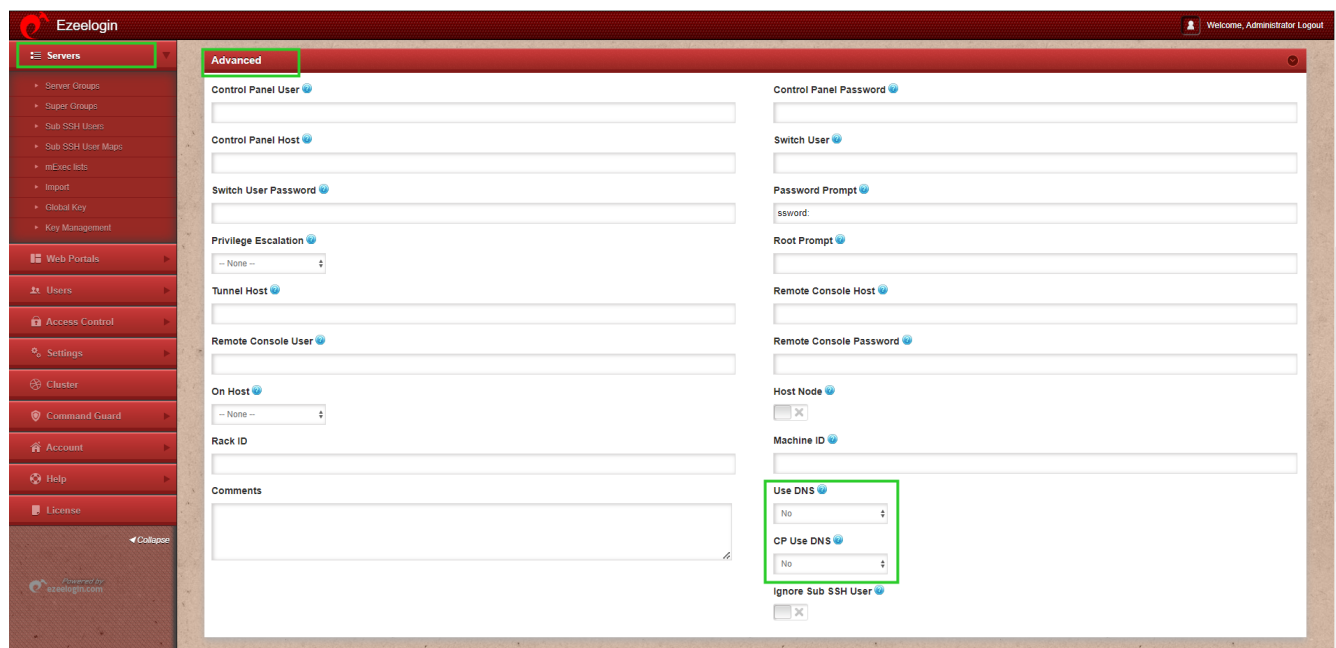 Ezeelogin
Welcome, Administrator Logout
Servers
Server Groups
Super Groups
Sub SSH Users
Sub SSH User Maps
mExec lists
Import
Global Key
Key Management
Web Portals
Users
Access Control
Settings
Cluster
Command Guard
Account
Help
License
Collapse
Powered by
ezeelogin.com
Advanced
Control Panel User
Control Panel Password
Control Panel Host
Switch User
Switch User Password
Password Prompt
ssword:
Privilege Escalation
-- None --
Root Prompt
Tunnel Host
Remote Console Host
Remote Console User
Remote Console Password
On Host
-- None --
Host Node
Rack ID
Machine ID
Comments
Use DNS
No
CP Use DNS
No
Ignore Sub SSH User